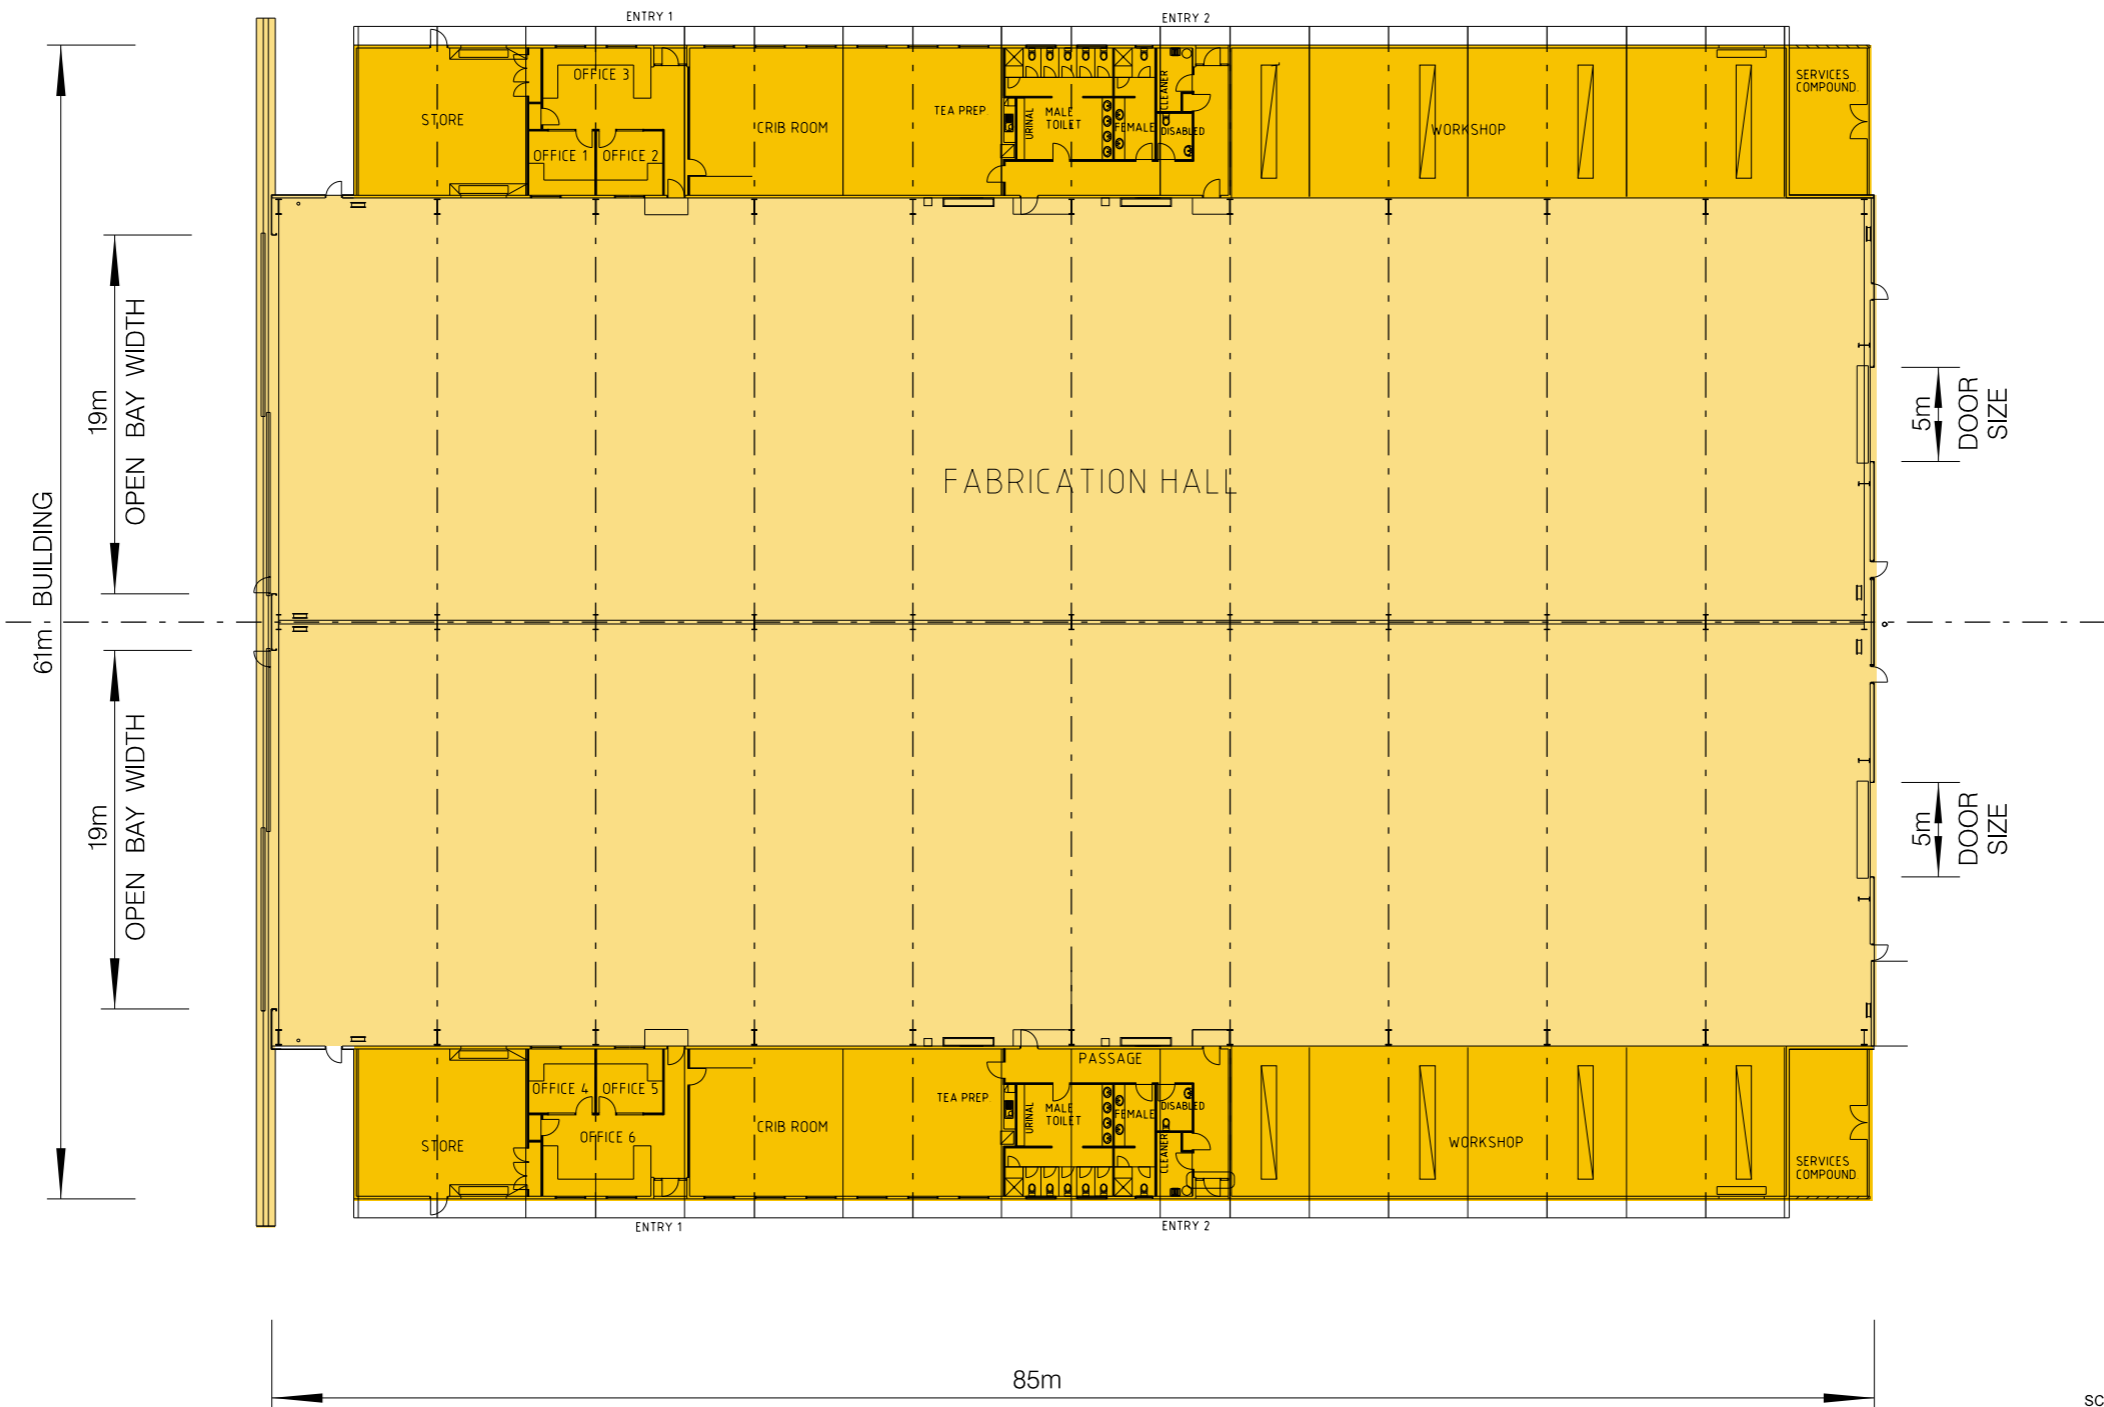 ENTRY 1
ENTRY 2
OFFICE 3
SERVICES
COMPOUND
STORE
CRIB ROOM
TEA PREP.
URINAL
MALE
TOILET
FEMALE
CLEANER
DISABLED
WORKSHOP
OFFICE 1
OFFICE 2
61m BUILDING
19m
OPEN BAY WIDTH
5m
DOOR
SIZE
FABRICATION HALL
19m
OPEN BAY WIDTH
5m
DOOR
SIZE
PASSAGE
OFFICE 4
OFFICE 5
TEA PREP.
URINAL
MALE
TOILET
FEMALE
DISABLED
CLEANER
STORE
OFFICE 6
CRIB ROOM
WORKSHOP
SERVICES
COMPOUND
ENTRY 1
ENTRY 2
85m
SC